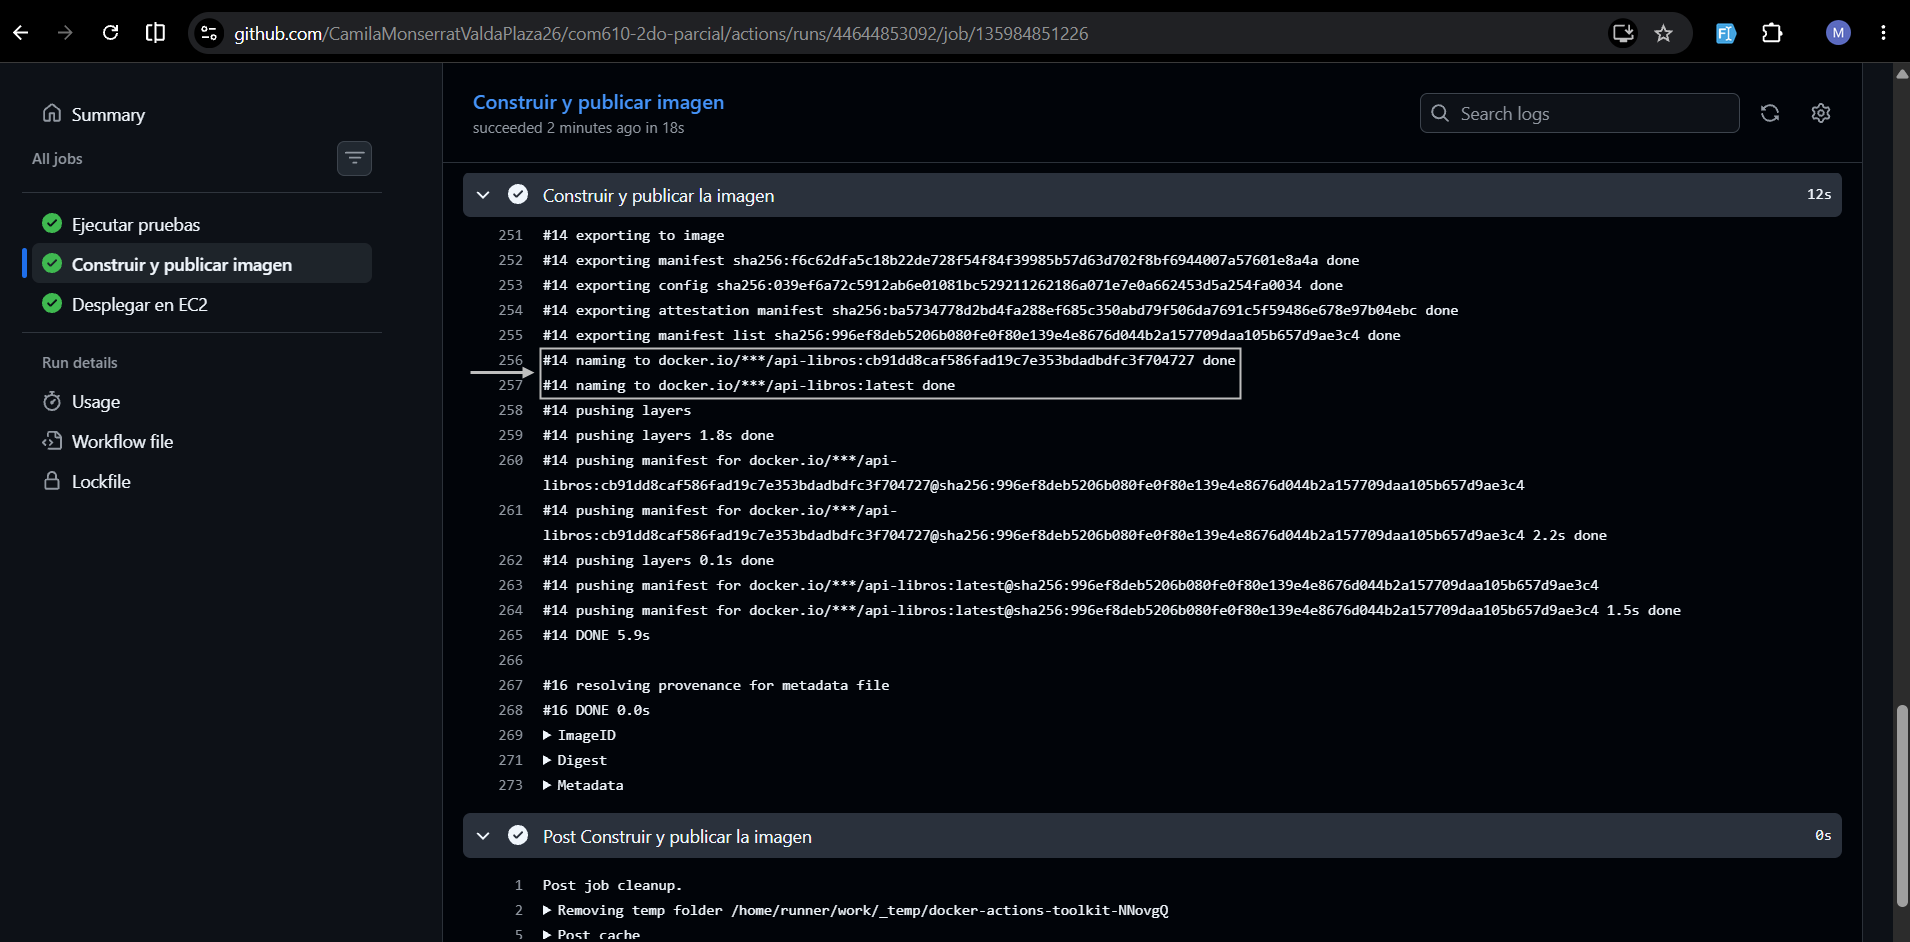 github.com/CamilaMonserratValdaPlaza26/com610-2do-parcial/actions/runs/44644853092/job/135984851226
M
Summary
All jobs
Ejecutar pruebas
Construir y publicar imagen
Desplegar en EC2
Run details
Usage
Workflow file
Lockfile
Construir y publicar imagen
succeeded 2 minutes ago in 18s
Search logs
Construir y publicar la imagen 12s
251 #14 exporting to image
252 #14 exporting manifest sha256:f6c62dfa5c18b22de728f54f84f39985b57d63d702f8bf6944007a57601e8a4a done
253 #14 exporting config sha256:039ef6a72c5912ab6e01081bc529211262186a071e7e0a662453d5a254fa0034 done
254 #14 exporting attestation manifest sha256:ba5734778d2bd4fa288ef685c350abd79f506da7691c5f59486e678e97b04ebc done
255 #14 exporting manifest list sha256:996ef8deb5206b080fe0f80e139e4e8676d044b2a157709daa105b657d9ae3c4 done
256 #14 naming to docker.io/***/api-libros:cb91dd8caf586fad19c7e353bdadbdfc3f704727 done
257 #14 naming to docker.io/***/api-libros:latest done
258 #14 pushing layers
259 #14 pushing layers 1.8s done
260 #14 pushing manifest for docker.io/***/api-
libros:cb91dd8caf586fad19c7e353bdadbdfc3f704727@sha256:996ef8deb5206b080fe0f80e139e4e8676d044b2a157709daa105b657d9ae3c4
261 #14 pushing manifest for docker.io/***/api-
libros:cb91dd8caf586fad19c7e353bdadbdfc3f704727@sha256:996ef8deb5206b080fe0f80e139e4e8676d044b2a157709daa105b657d9ae3c4 2.2s done
262 #14 pushing layers 0.1s done
263 #14 pushing manifest for docker.io/***/api-libros:latest@sha256:996ef8deb5206b080fe0f80e139e4e8676d044b2a157709daa105b657d9ae3c4
264 #14 pushing manifest for docker.io/***/api-libros:latest@sha256:996ef8deb5206b080fe0f80e139e4e8676d044b2a157709daa105b657d9ae3c4 1.5s done
265 #14 DONE 5.9s
266
267 #16 resolving provenance for metadata file
268 #16 DONE 0.0s
269 ImageID
271 Digest
273 Metadata
Post Construir y publicar la imagen 0s
1 Post job cleanup.
2 Removing temp folder /home/runner/work/_temp/docker-actions-toolkit-NNovgQ
5 Post cache